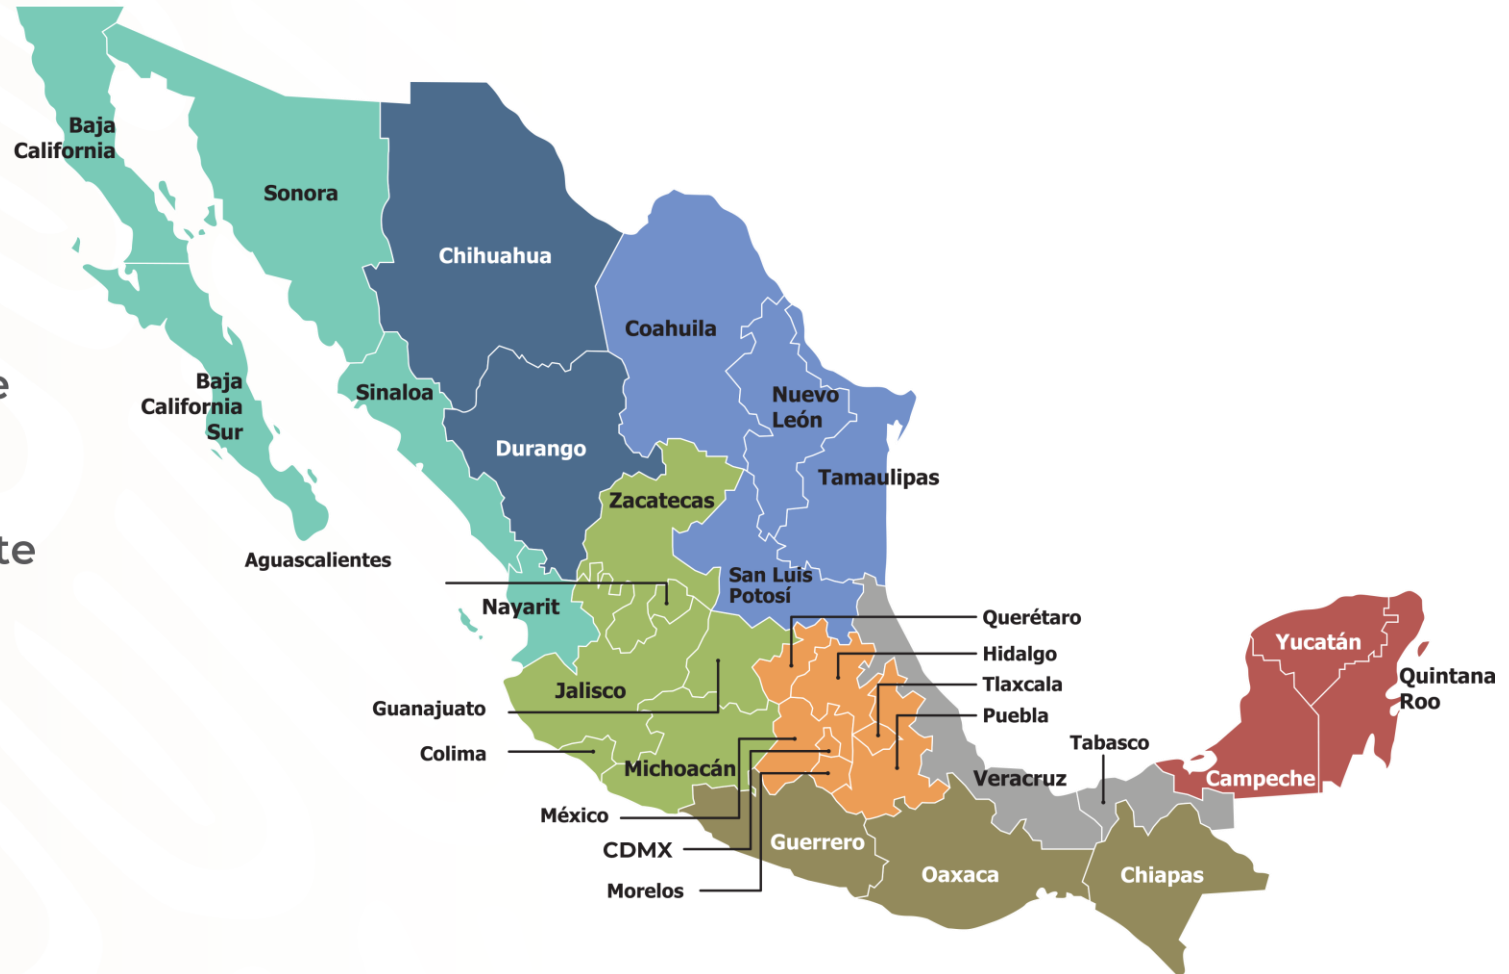 Baja
California
Sonora
Chihuahua
Coahuila
e
Baja
California
Sur
Sinaloa
Nuevo
León
Durango
Tamaulipas
Zacatecas
te
Aguascalientes
San Luis
Potosí
Nayarit
Querétaro
Yucatán
Hidalgo
Quintana
Roo
Tlaxcala
Jalisco
Guanajuato
Puebla
Tabasco
Colima
Michoacán
Veracruz
Campeche
México
Guerrero
CDMX
Oaxaca
Chiapas
Morelos